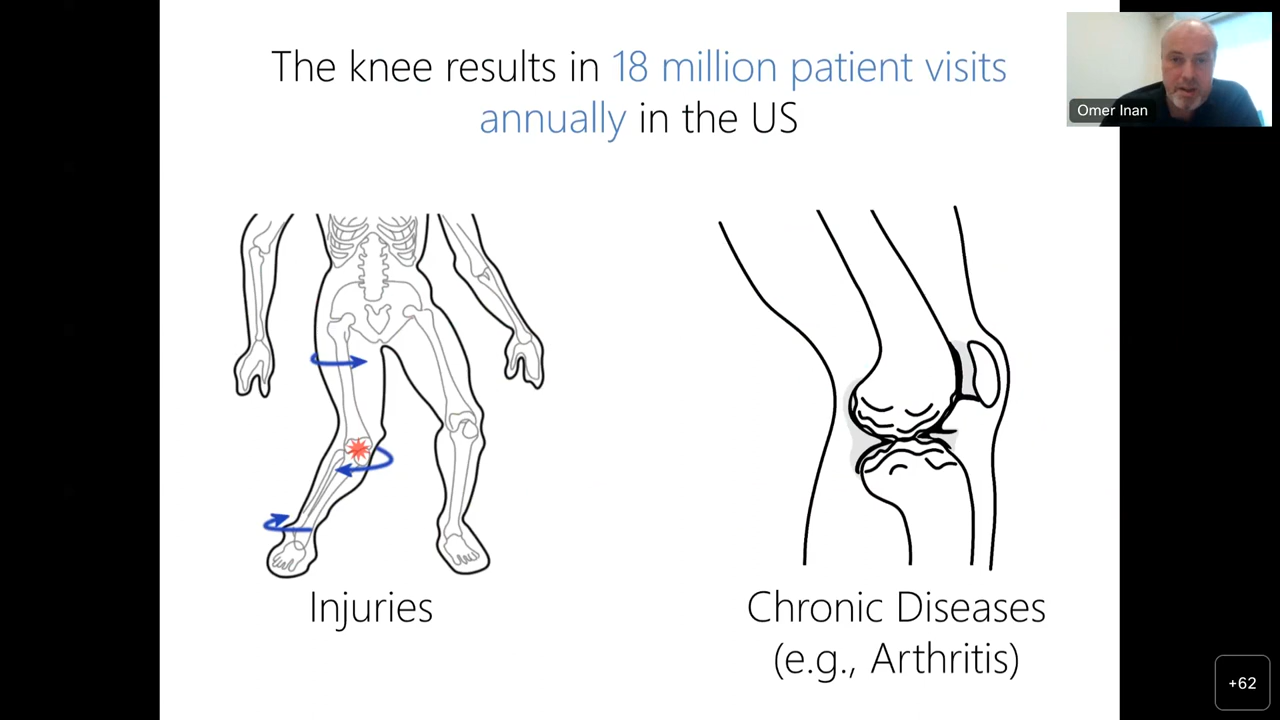 The knee results in 18 million patient visits
annually in the US
Omer Inan
Injuries
Chronic Diseases
(e.g., Arthritis)
+62